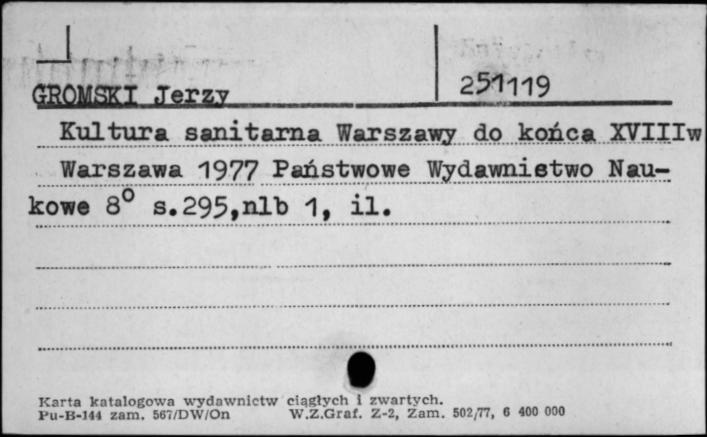 GROMSKI Jerzy 251119
Kultura sanitarna Warszawy do końca XVIIIw
Warszawa 1977 Państwowe Wydawnictwo Nau-
kowe 8° s.295,nlb 1, il.
Karta katalogowa wydawnictw ciągłych i zwartych.
Pu-B-144 zam. 567/DW/On W.Z.Graf. Z-2, Zam. 502/77, 6 400 000